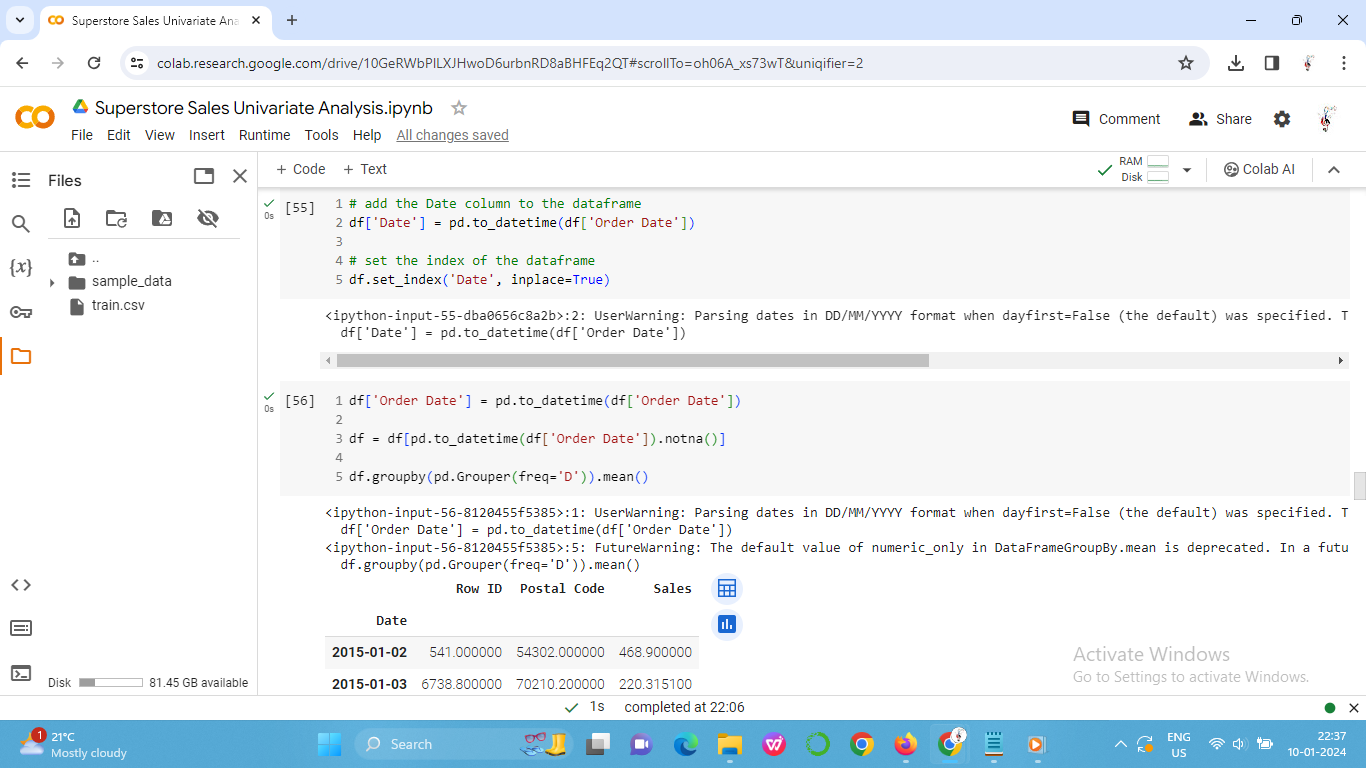 Superstore Sales Univariate Ana
colab.research.google.com/drive/10GeRWbPlLXJHwoD6urbnRD8aBHFEq2QT#scrollTo=oh06A_xs73wT&uniqifier=2
Superstore Sales Univariate Analysis.ipynb
File Edit View Insert Runtime Tools Help All changes saved
Comment Share
Files
+ Code + Text
RAM
Disk
Colab AI
..
sample_data
train.csv
{x}
Disk 81.45 GB available
0s
[55]
1 # add the Date column to the dataframe
2 df['Date'] = pd.to_datetime(df['Order Date'])
3
4 # set the index of the dataframe
5 df.set_index('Date', inplace=True)
<ipython-input-55-dba0656c8a2b>:2: UserWarning: Parsing dates in DD/MM/YYYY format when dayfirst=False (the default) was specified. T
df['Date'] = pd.to_datetime(df['Order Date'])
0s
[56]
1 df['Order Date'] = pd.to_datetime(df['Order Date'])
2
3 df = df[pd.to_datetime(df['Order Date']).notna()]
4
5 df.groupby(pd.Grouper(freq='D')).mean()
<ipython-input-56-8120455f5385>:1: UserWarning: Parsing dates in DD/MM/YYYY format when dayfirst=False (the default) was specified. T
df['Order Date'] = pd.to_datetime(df['Order Date'])
<ipython-input-56-8120455f5385>:5: FutureWarning: The default value of numeric_only in DataFrameGroupBy.mean is deprecated. In a futu
df.groupby(pd.Grouper(freq='D')).mean()
Row ID Postal Code Sales
Date
2015-01-02 541.000000 54302.000000 468.900000
2015-01-03 6738.800000 70210.200000 220.315100
Activate Windows
Go to Settings to activate Windows.
1s completed at 22:06
1
21°C
Mostly cloudy
Search
ENG
US
22:37
10-01-2024